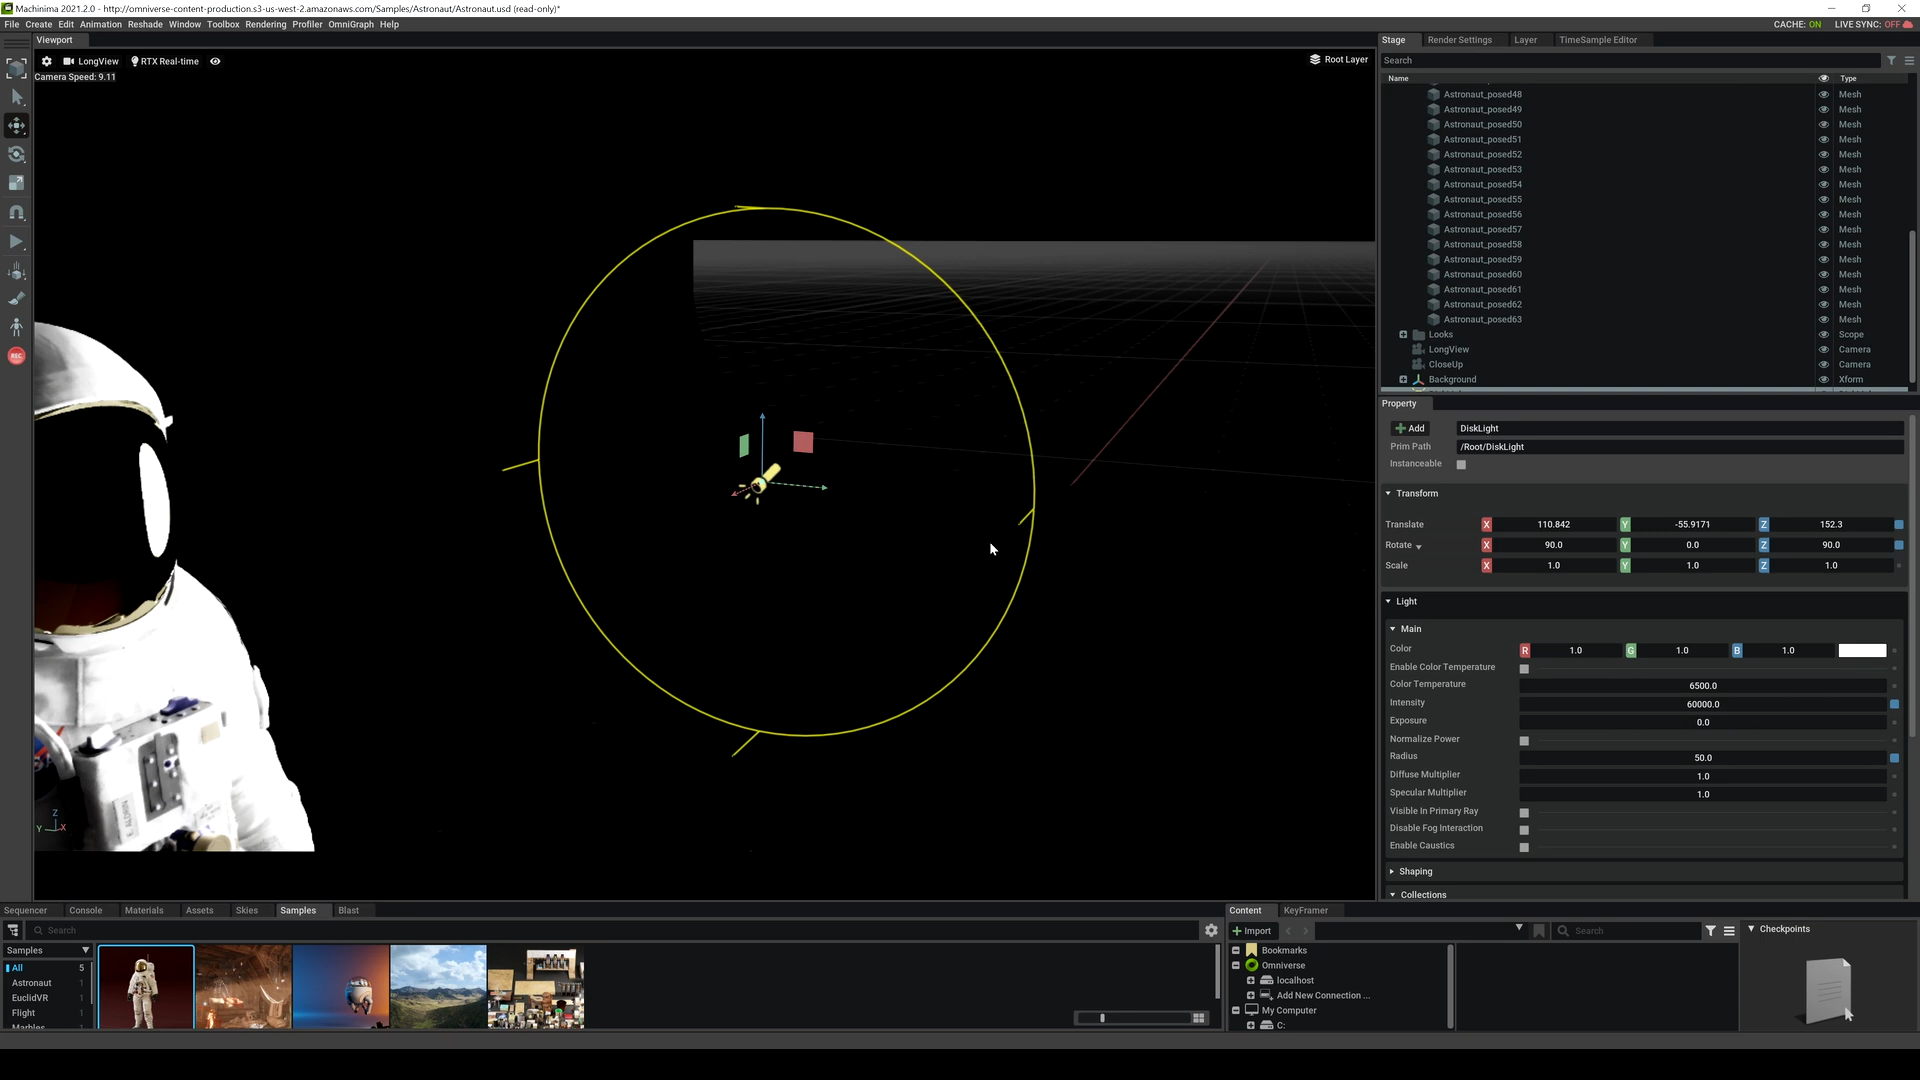 Machinima 2021.2.0 - http://omniverse-content-production.s3-us-west-2.amazonaws.com/Samples/Astronaut/Astronaut.usd (read-only)*
File Create Edit Animation Reshade Window Toolbox Rendering Profiler OmniGraph Help
CACHE: ON LIVE SYNC: OFF
Viewport
LongView RTX Real-time
Root Layer
Camera Speed: 9.11
REC
Z
Y X
E. ALDRIN
Stage Render Settings Layer TimeSample Editor
Search
Name Type
Astronaut_posed48 Mesh
Astronaut_posed49 Mesh
Astronaut_posed50 Mesh
Astronaut_posed51 Mesh
Astronaut_posed52 Mesh
Astronaut_posed53 Mesh
Astronaut_posed54 Mesh
Astronaut_posed55 Mesh
Astronaut_posed56 Mesh
Astronaut_posed57 Mesh
Astronaut_posed58 Mesh
Astronaut_posed59 Mesh
Astronaut_posed60 Mesh
Astronaut_posed61 Mesh
Astronaut_posed62 Mesh
Astronaut_posed63 Mesh
Looks Scope
LongView Camera
CloseUp Camera
Background Xform
Property
Add DiskLight
Prim Path /Root/DiskLight
Instanceable
Transform
Translate X 110.842 Y -55.9171 Z 152.3
Rotate X 90.0 Y 0.0 Z 90.0
Scale X 1.0 Y 1.0 Z 1.0
Light
Main
Color R 1.0 G 1.0 B 1.0
Enable Color Temperature
Color Temperature 6500.0
Intensity 60000.0
Exposure 0.0
Normalize Power
Radius 50.0
Diffuse Multiplier 1.0
Specular Multiplier 1.0
Visible In Primary Ray
Disable Fog Interaction
Enable Caustics
Shaping
Collections
Sequencer Console Materials Assets Skies Samples Blast
Search
Samples
All 5
Astronaut 1
EuclidVR 1
Flight 1
Marbles 1
Content KeyFramer
Import
Search
Bookmarks
Omniverse
localhost
Add New Connection ...
My Computer
C:
Checkpoints